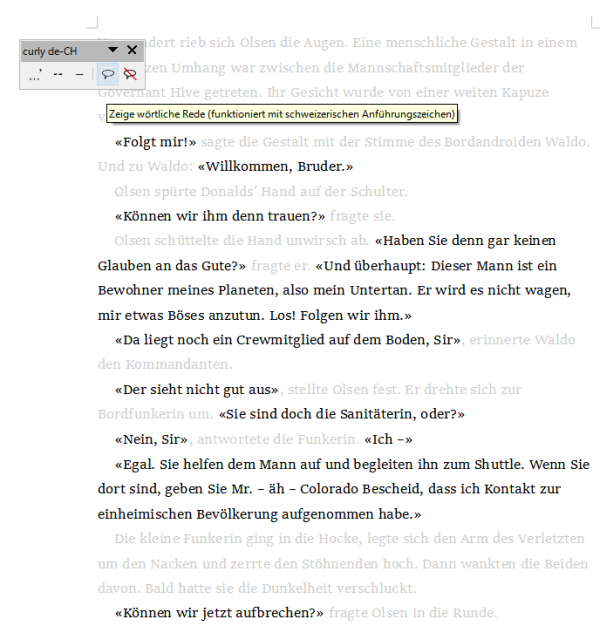 rieb sich Olsen die Augen. Eine menschliche Gestalt in einem
curly de-CH
Umhang war zwischen die Mannschaftsmitglieder der
…’ -- –
Governant Hive getreten. Ihr Gesicht wurde von einer weiten Kapuze
Zeige wörtliche Rede (funktioniert mit schweizerischen Anführungszeichen)
«Folgt mir!» sagte die Gestalt mit der Stimme des Bordandroiden Waldo.
Und zu Waldo: «Willkommen, Bruder.»
Olsen spürte Donalds’ Hand auf der Schulter.
«Können wir ihm denn trauen?» fragte sie.
Olsen schüttelte die Hand unwirsch ab. «Haben Sie denn gar keinen
Glauben an das Gute?» fragte er. «Und überhaupt: Dieser Mann ist ein
Bewohner meines Planeten, also mein Untertan. Er wird es nicht wagen,
mir etwas Böses anzutun. Los! Folgen wir ihm.»
«Da liegt noch ein Crewmitglied auf dem Boden, Sir», erinnerte Waldo
den Kommandanten.
«Der sieht nicht gut aus», stellte Olsen fest. Er drehte sich zur
Bordfunkerin um. «Sie sind doch die Sanitäterin, oder?»
«Nein, Sir», antwortete die Funkerin. «Ich –»
«Egal. Sie helfen dem Mann auf und begleiten ihn zum Shuttle. Wenn Sie
dort sind, geben Sie Mr. – äh – Colorado Bescheid, dass ich Kontakt zur
einheimischen Bevölkerung aufgenommen habe.»
Die kleine Funkerin ging in die Hocke, legte sich den Arm des Verletzten
um den Nacken und zerrte den Stöhnenden hoch. Dann wankten die Beiden
davon. Bald hatte sie die Dunkelheit verschluckt.
«Können wir jetzt aufbrechen?» fragte Olsen in die Runde.